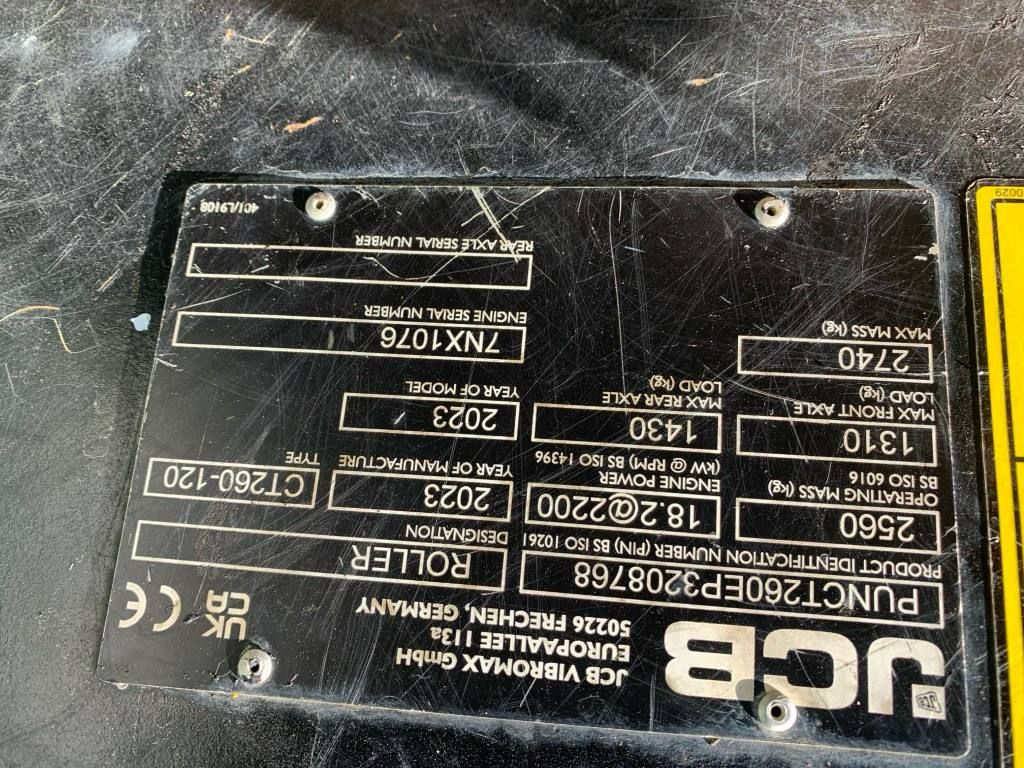 JCB
JCB VIBROMAX GmbH
EUROPAALLEE 113a
50226 FRECHEN, GERMANY
UK CA CE
PRODUCT IDENTIFICATION NUMBER (PIN) BS ISO 10261
PUNCT260EP3208768
DESIGNATION
ROLLER
OPERATING MASS (kg)
BS ISO 6016
2560
ENGINE POWER
(kW @ RPM) BS ISO 14396
18.2@2200
YEAR OF MANUFACTURE
2023
TYPE
CT260-120
MAX FRONT AXLE
LOAD (kg)
1310
MAX REAR AXLE
LOAD (kg)
1430
YEAR OF MODEL
2023
MAX MASS (kg)
2740
ENGINE SERIAL NUMBER
7NX1076
REAR AXLE SERIAL NUMBER
401/L9108